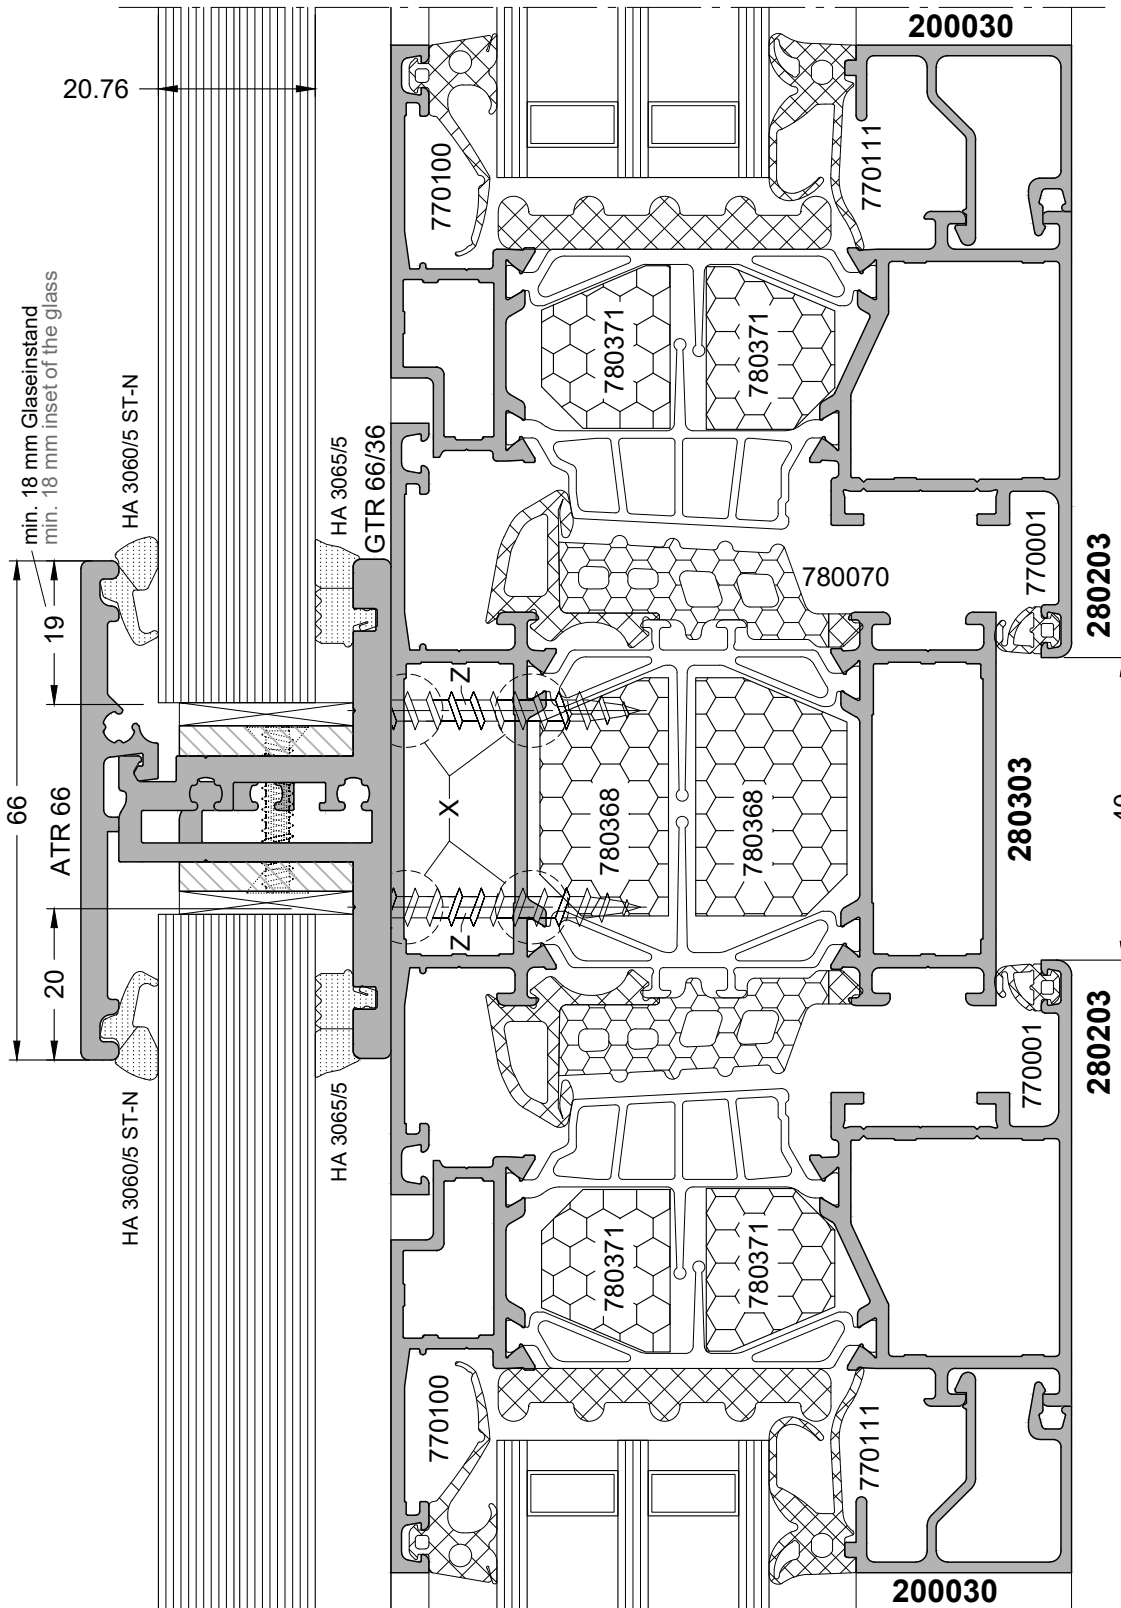 200030
20.76
770100
770111
min. 18 mm Glaseinstand
min. 18 mm inset of the glass
HA 3060/5 ST-N
HA 3065/5
GTR 66/36
780371
780371
770001
280203
780070
19
66
ATR 66
20
Z
X
Z
780368
780368
280303
HA 3060/5 ST-N
HA 3065/5
770001
280203
780371
780371
770100
770111
200030